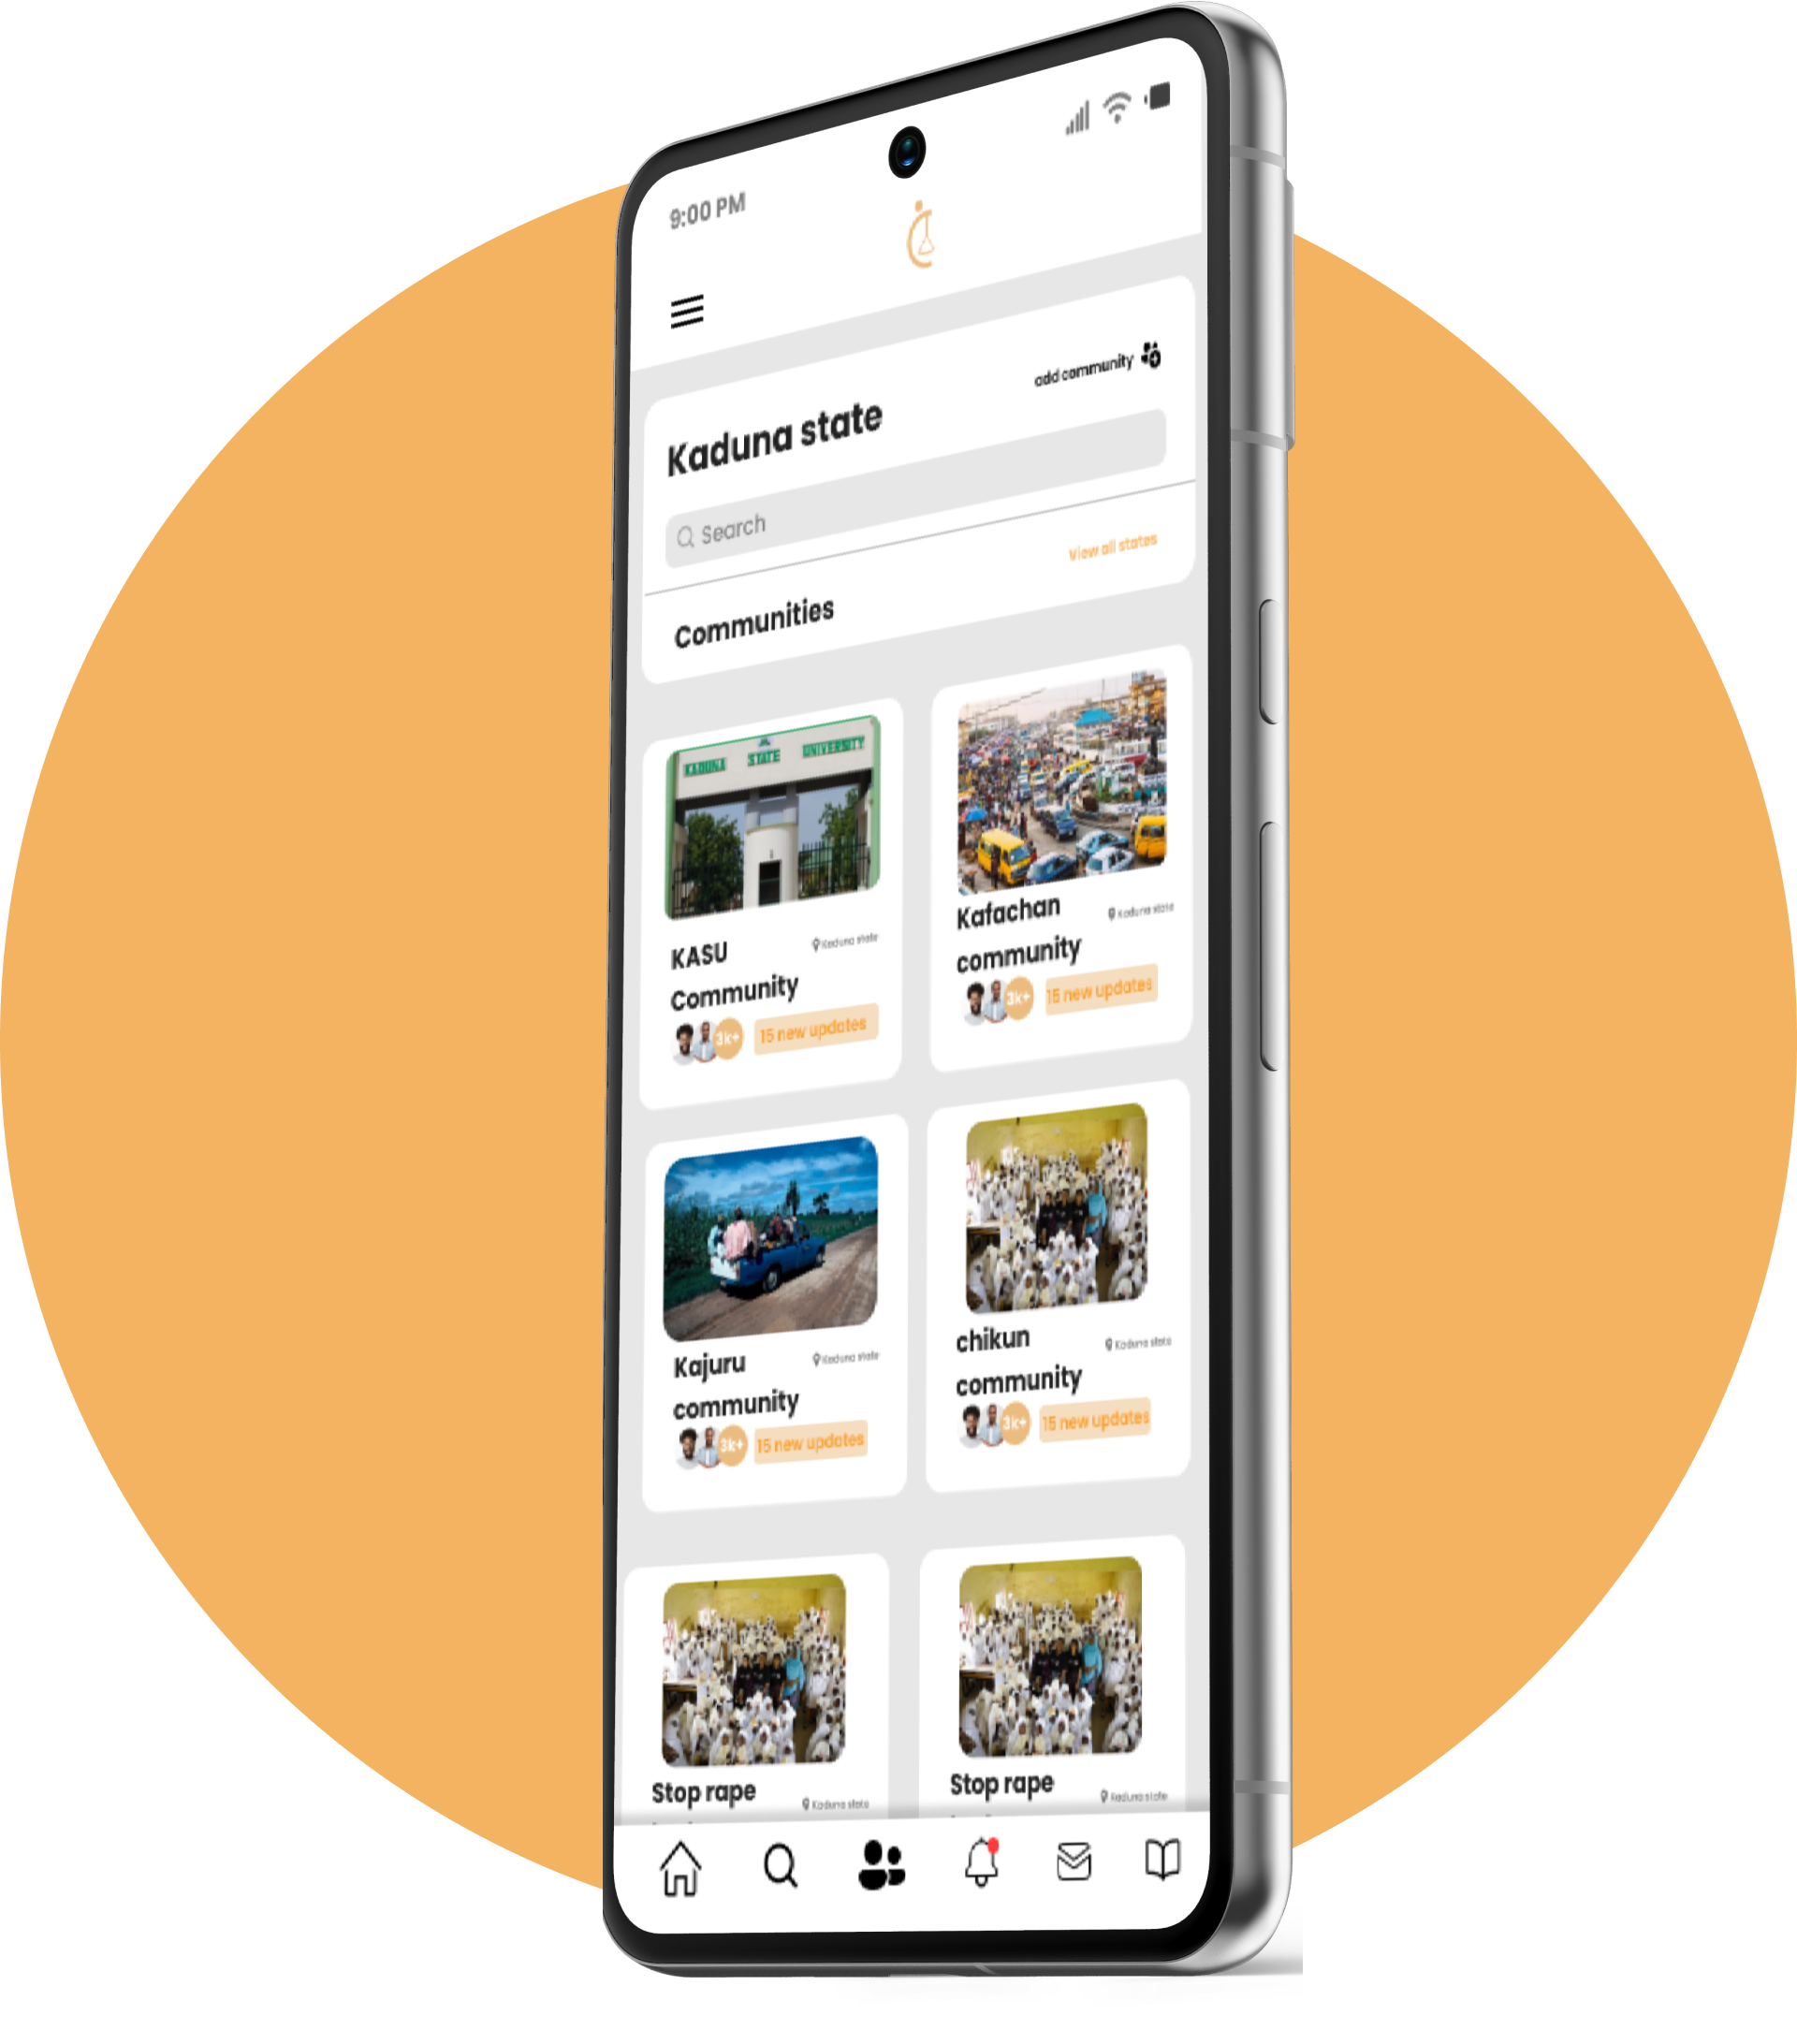 9:00 PM
add community
Kaduna state
Search
View all states
Communities
KADUNA STATE UNIVERSITY
KASU
Community
Kaduna state
3k+
15 new updates
Kafachan
community
Kaduna state
3k+
15 new updates
Kajuru
community
Kaduna state
3k+
15 new updates
chikun
community
Kaduna state
3k+
15 new updates
Stop rape
Kaduna state
Stop rape
Kaduna state